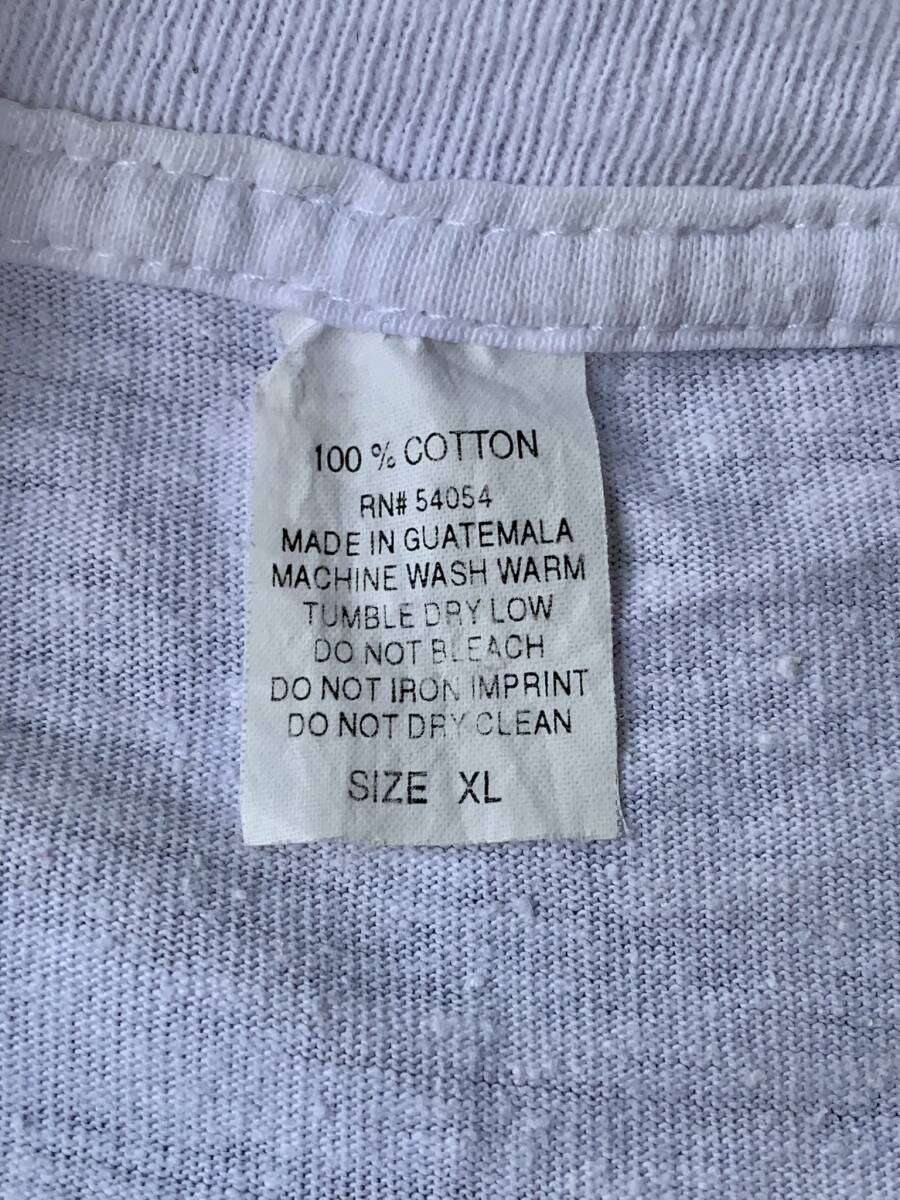 100 % COTTON
RN# 54054
MADE IN GUATEMALA
MACHINE WASH WARM
TUMBLE DRY LOW
DO NOT BLEACH
DO NOT IRON IMPRINT
DO NOT DRY CLEAN
SIZE XL